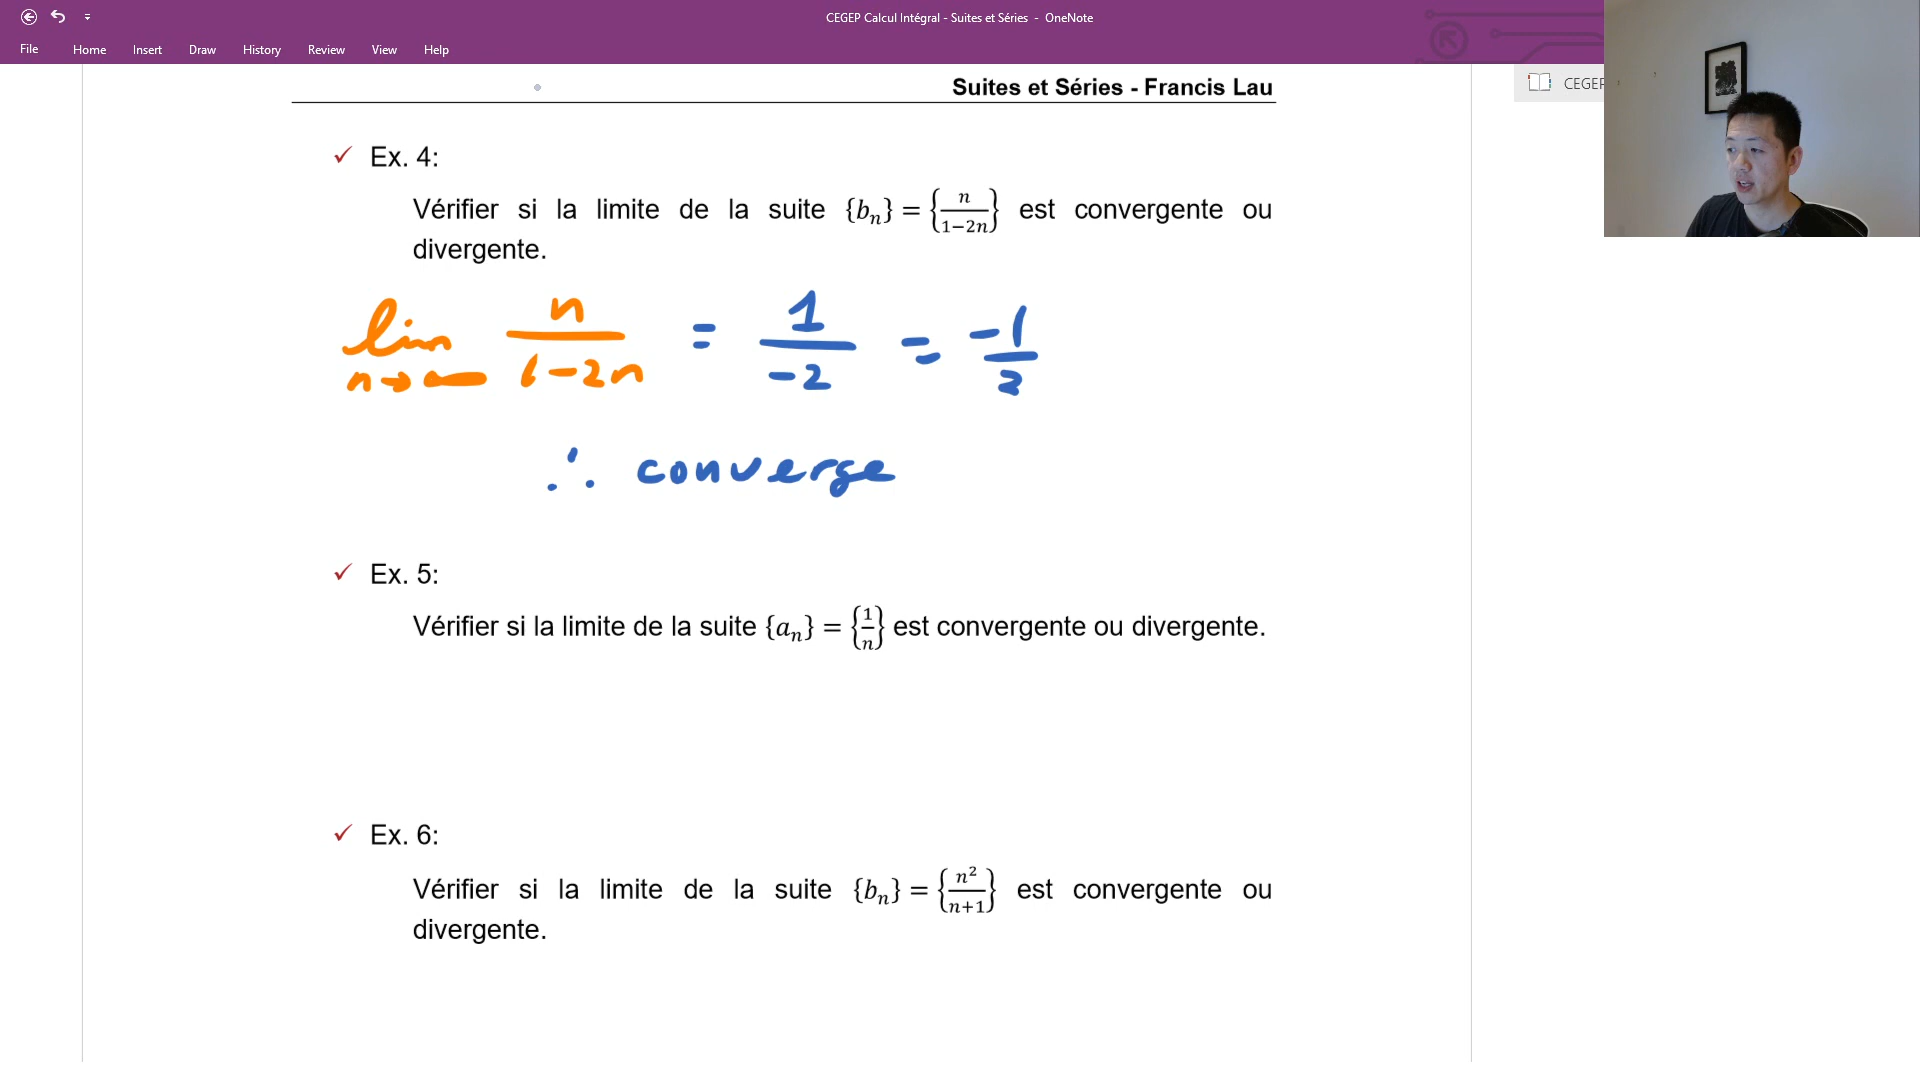 CEGEP Calcul Intégral - Suites et Séries - OneNote
File Home Insert Draw History Review View Help
CEGEP
Suites et Séries - Francis Lau
✓ Ex. 4:
Vérifier si la limite de la suite {bₙ} = {n/(1−2n)} est convergente ou
divergente.
lim n→∞ n/(1−2n) = 1/−2 = −1/2
∴ converge
✓ Ex. 5:
Vérifier si la limite de la suite {aₙ} = {1/n} est convergente ou divergente.
✓ Ex. 6:
Vérifier si la limite de la suite {bₙ} = {n²/(n+1)} est convergente ou
divergente.